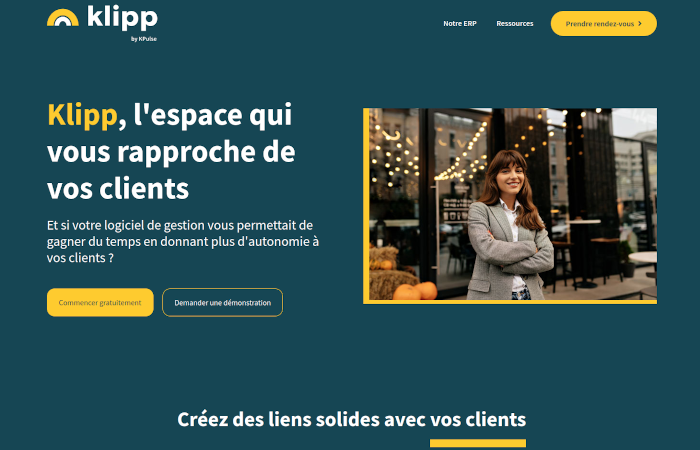 klipp
by KPulse
Notre ERP
Ressources
Prendre rendez-vous
Klipp, l'espace qui
vous rapproche de
vos clients
Et si votre logiciel de gestion vous permettait de
gagner du temps en donnant plus d'autonomie à
vos clients ?
Commencer gratuitement
Demander une démonstration
Créez des liens solides avec vos clients